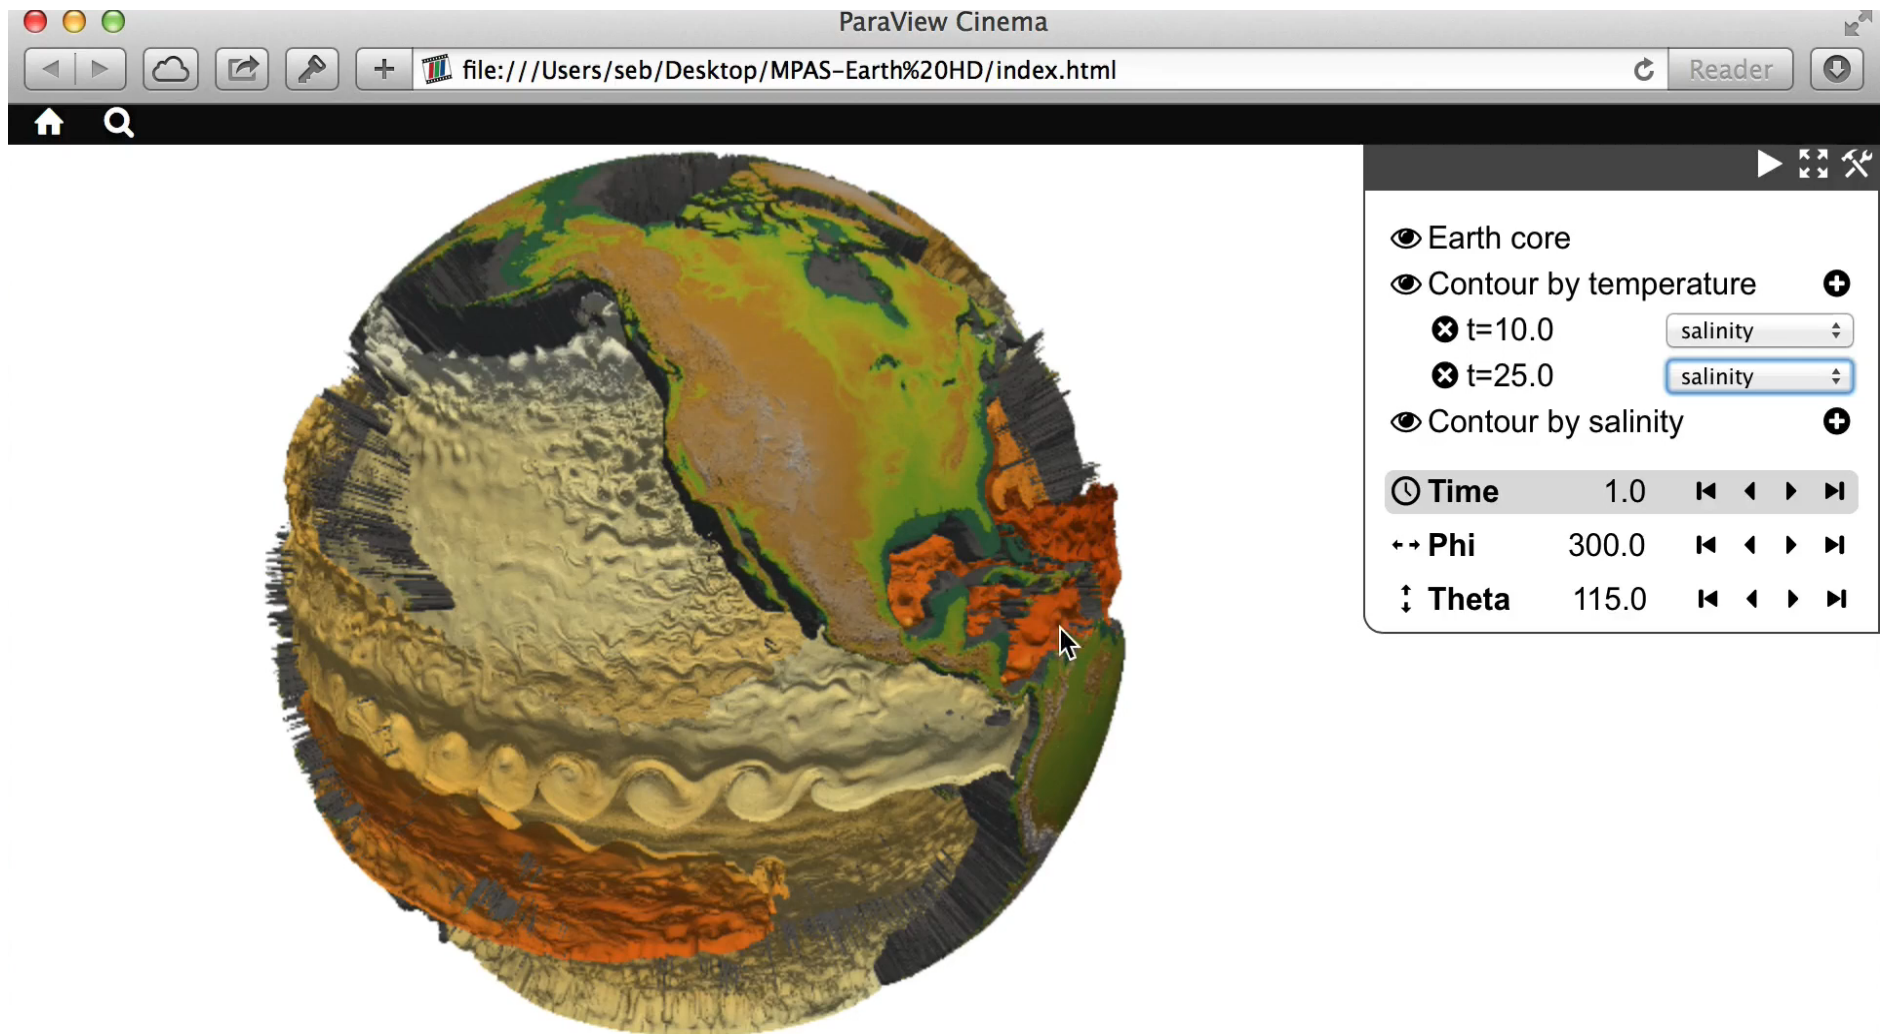 ParaView Cinema
file:///Users/seb/Desktop/MPAS-Earth%20HD/index.html
Reader
Earth core
Contour by temperature
t=10.0 salinity
t=25.0 salinity
Contour by salinity
Time 1.0
Phi 300.0
Theta 115.0